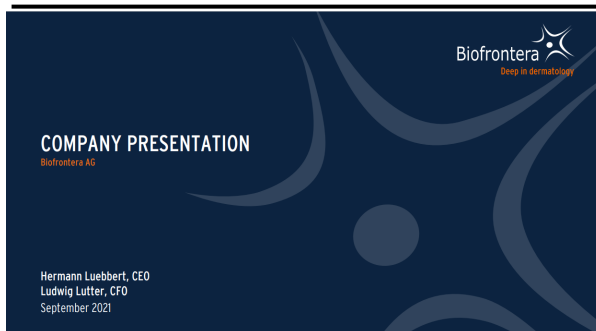 Biofrontera
Deep in dermatology
COMPANY PRESENTATION
Biofrontera AG
Hermann Luebbert, CEO
Ludwig Lutter, CFO
September 2021